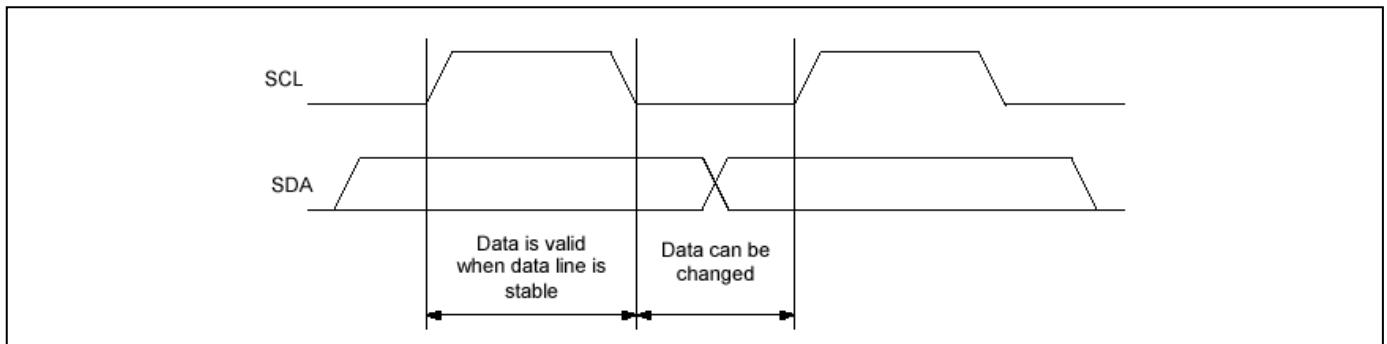 SCL
SDA
Data is valid
when data line is
stable
Data can be
changed